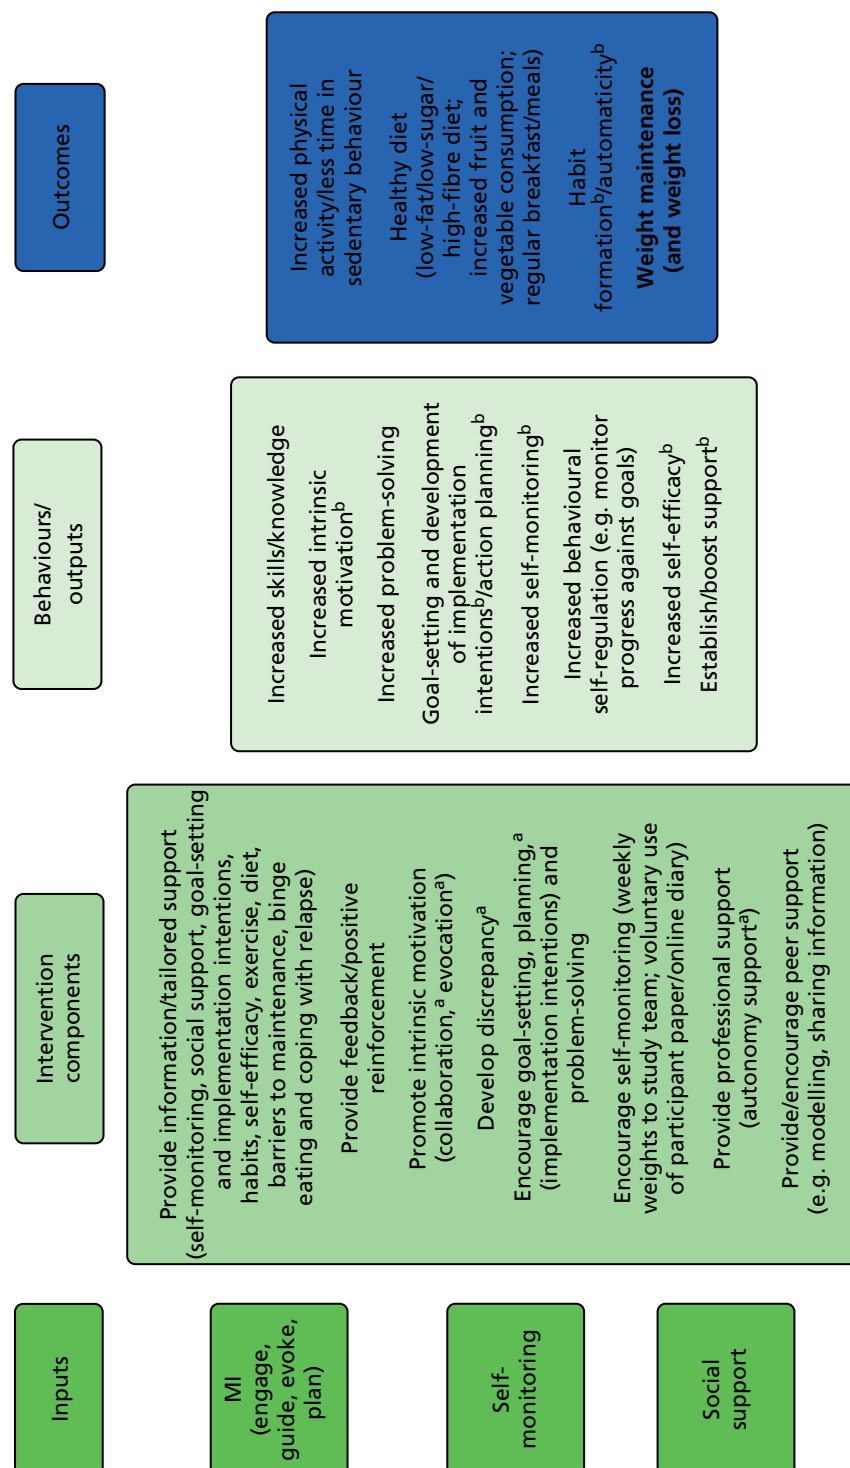 Inputs
MI
(engage,
guide, evoke,
plan)
Self-
monitoring
Social
support
Intervention
components
Provide information/tailored support
(self-monitoring, social support, goal-setting
and implementation intentions,
habits, self-efficacy, exercise, diet,
barriers to maintenance, binge
eating and coping with relapse)
Provide feedback/positive
reinforcement
Promote intrinsic motivation
(collaboration,ᵃ evocationᵃ)
Develop discrepancyᵃ
Encourage goal-setting, planning,ᵃ
(implementation intentions) and
problem-solving
Encourage self-monitoring (weekly
weights to study team; voluntary use
of participant paper/online diary)
Provide professional support
(autonomy supportᵃ)
Provide/encourage peer support
(e.g. modelling, sharing information)
Behaviours/
outputs
Increased skills/knowledge
Increased intrinsic
motivationᵇ
Increased problem-solving
Goal-setting and development
of implementation
intentionsᵇ/action planningᵇ
Increased self-monitoringᵇ
Increased behavioural
self-regulation (e.g. monitor
progress against goals)
Increased self-efficacyᵇ
Establish/boost supportᵇ
Outcomes
Increased physical
activity/less time in
sedentary behaviour
Healthy diet
(low-fat/low-sugar/
high-fibre diet;
increased fruit and
vegetable consumption;
regular breakfast/meals)
Habit
formationᵇ/automaticityᵇ
Weight maintenance
(and weight loss)